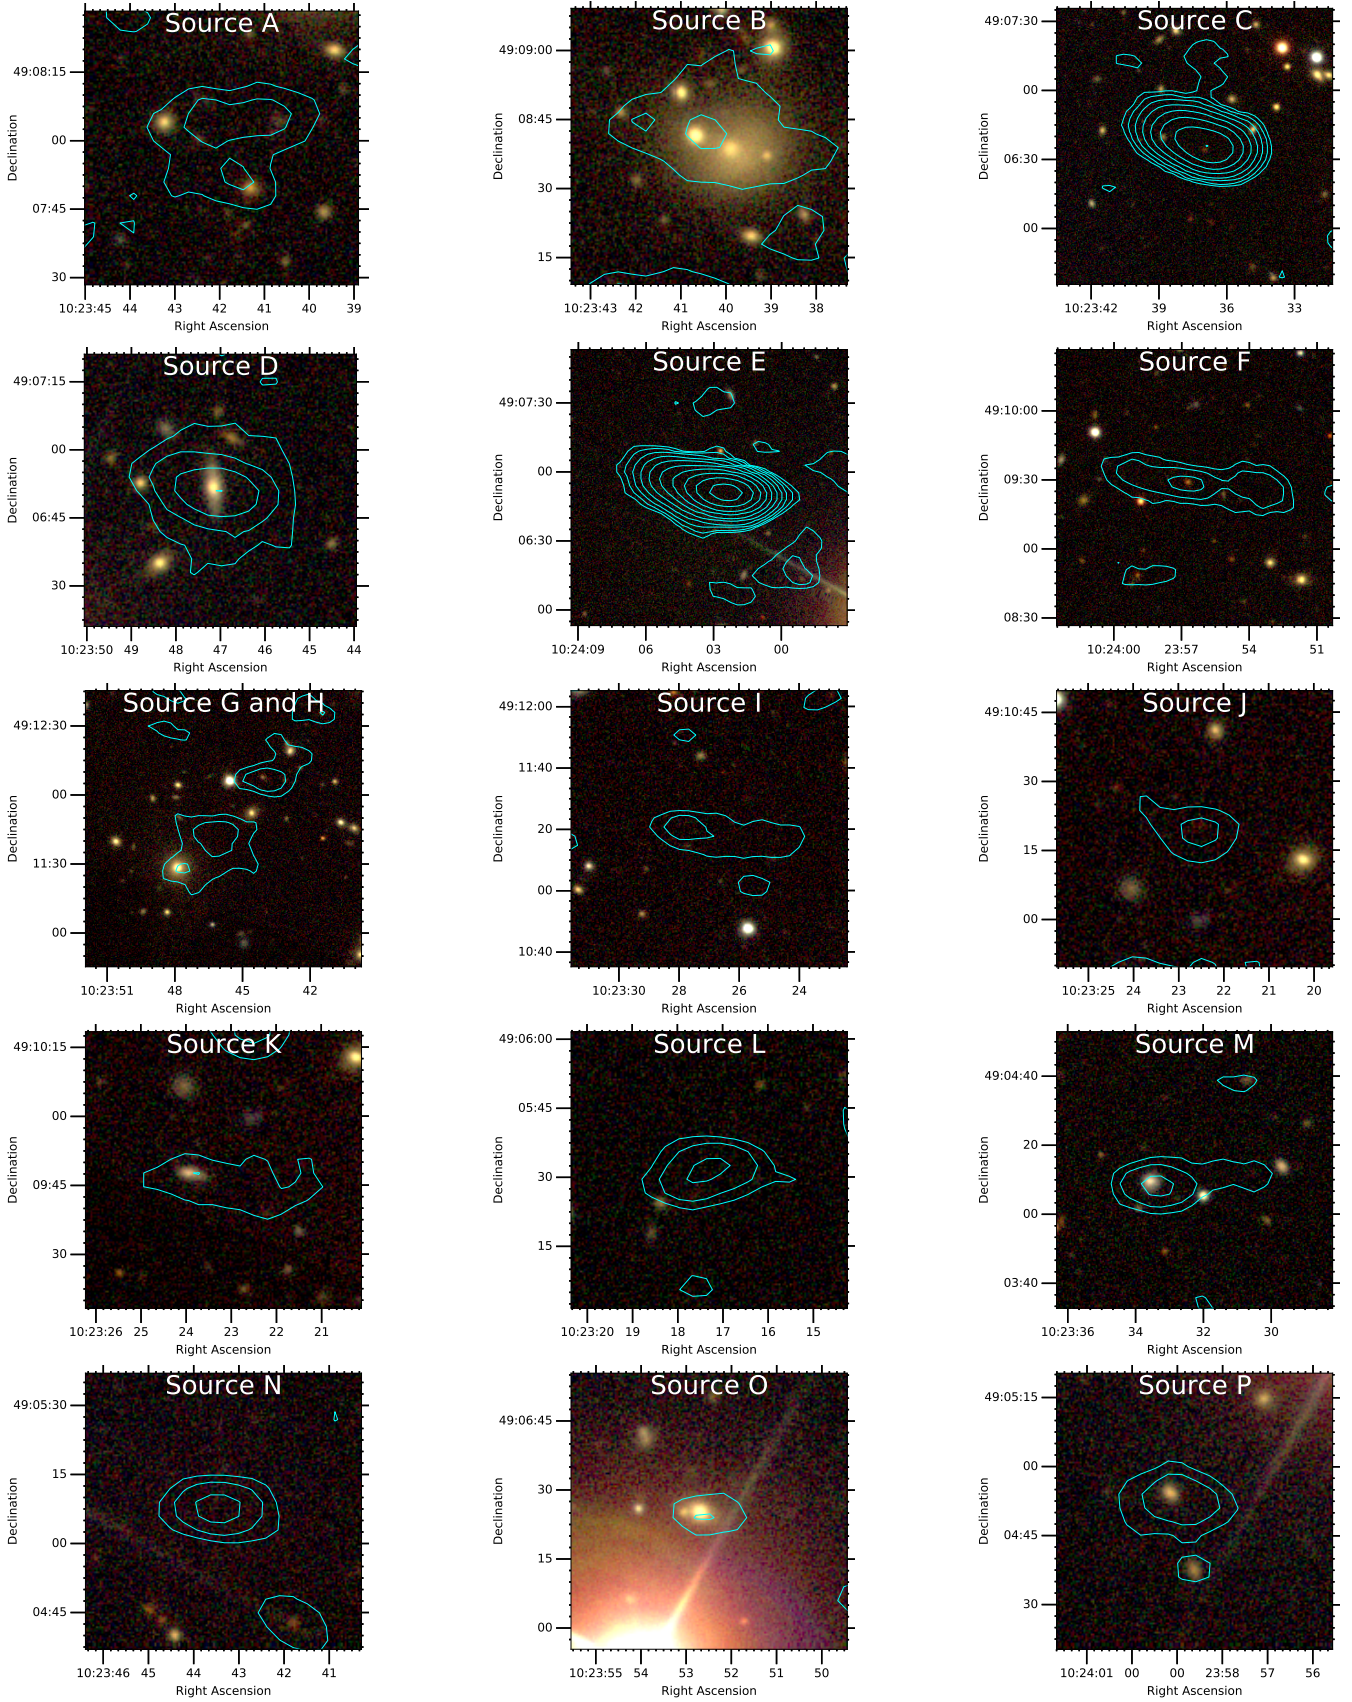 Source A
49:08:15
00
07:45
30
Declination
10:23:45 44 43 42 41 40 39
Right Ascension
Source B
49:09:00
08:45
30
15
Declination
10:23:43 42 41 40 39 38
Right Ascension
Source C
49:07:30
00
06:30
00
Declination
10:23:42 39 36 33
Right Ascension
Source D
49:07:15
00
06:45
30
Declination
10:23:50 49 48 47 46 45 44
Right Ascension
Source E
49:07:30
00
06:30
00
Declination
10:24:09 06 03 00
Right Ascension
Source F
49:10:00
09:30
00
08:30
Declination
10:24:00 23:57 54 51
Right Ascension
Source G and H
49:12:30
00
11:30
00
Declination
10:23:51 48 45 42
Right Ascension
Source I
49:12:00
11:40
20
00
10:40
Declination
10:23:30 28 26 24
Right Ascension
Source J
49:10:45
30
15
00
Declination
10:23:25 24 23 22 21 20
Right Ascension
Source K
49:10:15
00
09:45
30
Declination
10:23:26 25 24 23 22 21
Right Ascension
Source L
49:06:00
05:45
30
15
Declination
10:23:20 19 18 17 16 15
Right Ascension
Source M
49:04:40
20
00
03:40
Declination
10:23:36 34 32 30
Right Ascension
Source N
49:05:30
15
00
04:45
Declination
10:23:46 45 44 43 42 41
Right Ascension
Source O
49:06:45
30
15
00
Declination
10:23:55 54 53 52 51 50
Right Ascension
Source P
49:05:15
00
04:45
30
Declination
10:24:01 00 00 23:58 57 56
Right Ascension